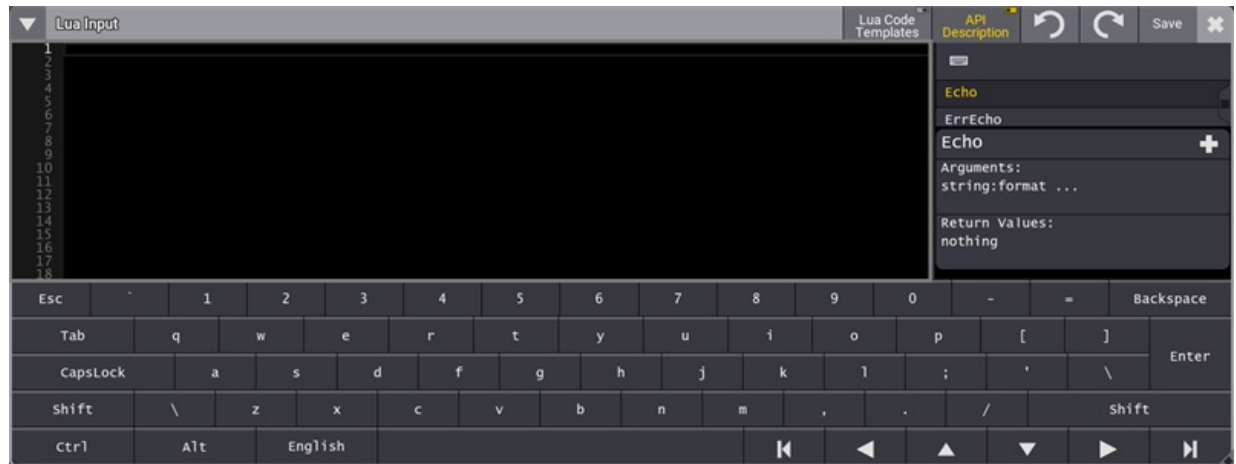 Lua Input
Lua Code
Templates
API
Description
Save
1
2
3
4
5
6
7
8
9
10
11
12
13
14
15
16
17
18
Echo
ErrEcho
Echo
Arguments:
string:format ...
Return Values:
nothing
Esc ` 1 2 3 4 5 6 7 8 9 0 - = Backspace
Tab q w e r t y u i o p [ ]
Enter
CapsLock a s d f g h j k l ; ' \
Shift \ z x c v b n m , . / Shift
Ctrl Alt English